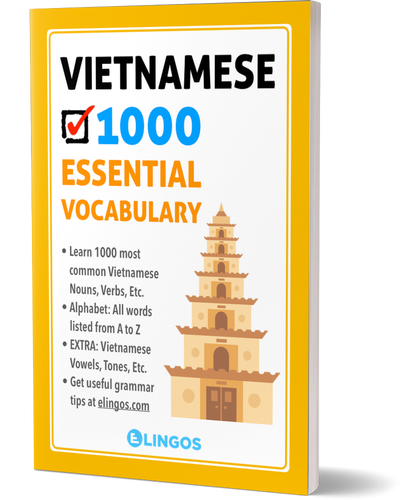 VIETNAMESE
1000
ESSENTIAL
VOCABULARY
• Learn 1000 most
common Vietnamese
Nouns, Verbs, Etc.
• Alphabet: All words
listed from A to Z
• EXTRA: Vietnamese
Vowels, Tones, Etc.
• Get useful grammar
tips at elingos.com
E LINGOS